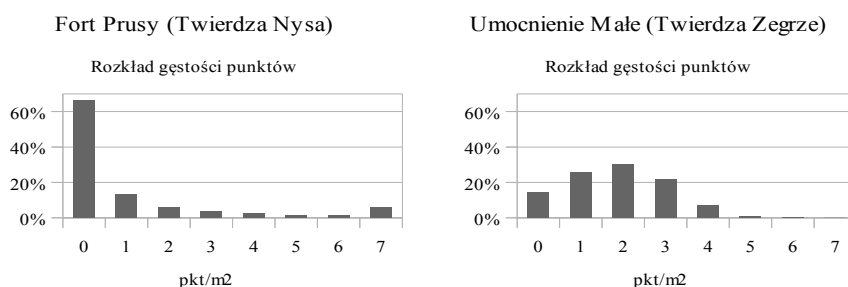 Fort Prusy (Twierdza Nysa)
Rozkład gęstości punktów
60%
40%
20%
0%
0 1 2 3 4 5 6 7
pkt/m2
Umocnienie Małe (Twierdza Zegrze)
Rozkład gęstości punktów
60%
40%
20%
0%
0 1 2 3 4 5 6 7
pkt/m2